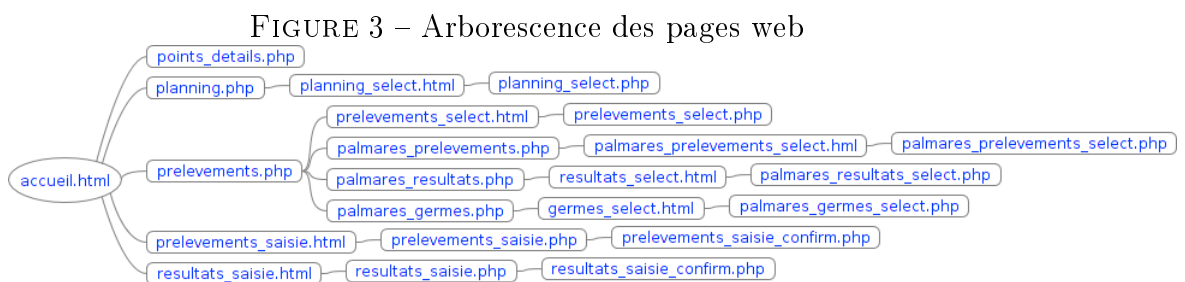 FIGURE 3 – Arborescence des pages web
points_details.php
planning.php planning_select.html planning_select.php
prelevements_select.html prelevements_select.php
palmares_prelevements.php palmares_prelevements_select.hml palmares_prelevements_select.php
accueil.html prelevements.php
palmares_resultats.php resultats_select.html palmares_resultats_select.php
palmares_germes.php germes_select.html palmares_germes_select.php
prelevements_saisie.html prelevements_saisie.php prelevements_saisie_confirm.php
resultats_saisie.html resultats_saisie.php resultats_saisie_confirm.php